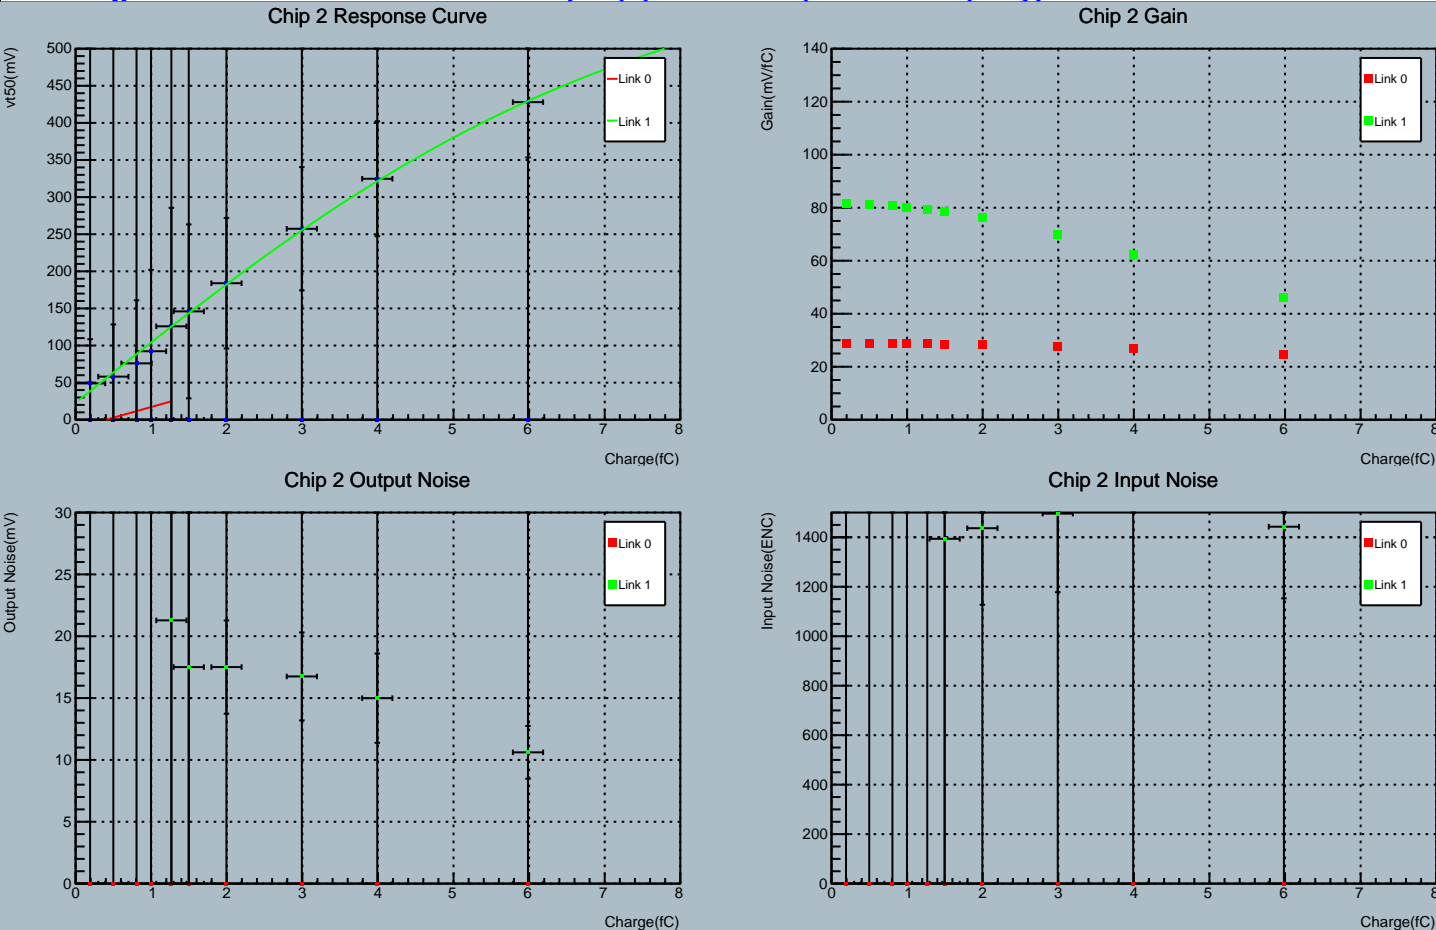 Chip 2 Response Curve
vt50(mV)
500
450
400
350
300
250
200
150
100
50
0
0 1 2 3 4 5 6 7 8
Charge(fC)
Link 0
Link 1
Chip 2 Gain
Gain(mV/fC)
140
120
100
80
60
40
20
0
0 1 2 3 4 5 6 7 8
Charge(fC)
Link 0
Link 1
Chip 2 Output Noise
Output Noise(mV)
30
25
20
15
10
5
0
0 1 2 3 4 5 6 7 8
Charge(fC)
Link 0
Link 1
Chip 2 Input Noise
Input Noise(ENC)
1400
1200
1000
800
600
400
200
0
0 1 2 3 4 5 6 7 8
Charge(fC)
Link 0
Link 1